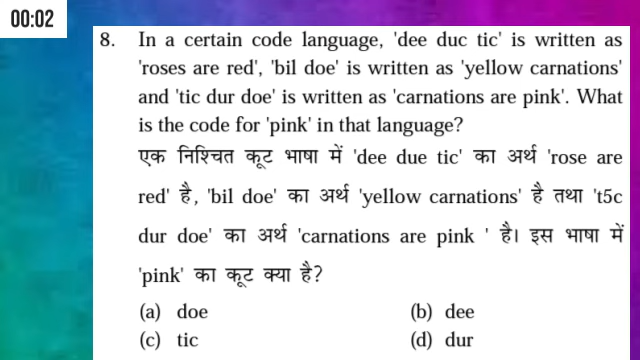 00:02
8. In a certain code language, 'dee duc tic' is written as
'roses are red', 'bil doe' is written as 'yellow carnations'
and 'tic dur doe' is written as 'carnations are pink'. What
is the code for 'pink' in that language?
एक निश्चित कूट भाषा में 'dee due tic' का अर्थ 'rose are
red' है, 'bil doe' का अर्थ 'yellow carnations' है तथा 't5c
dur doe' का अर्थ 'carnations are pink ' है। इस भाषा में
'pink' का कूट क्या है?
(a) doe (b) dee
(c) tic (d) dur